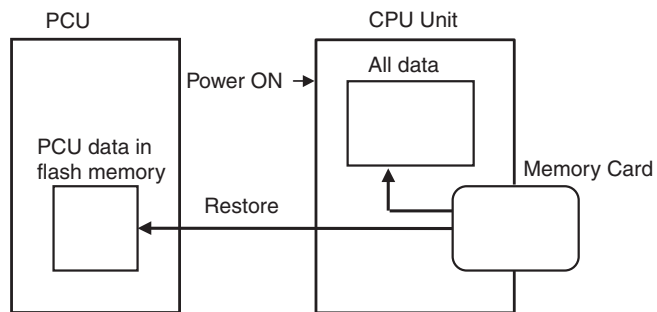 PCU
CPU Unit
Power ON
All data
PCU data in
flash memory
Memory Card
Restore